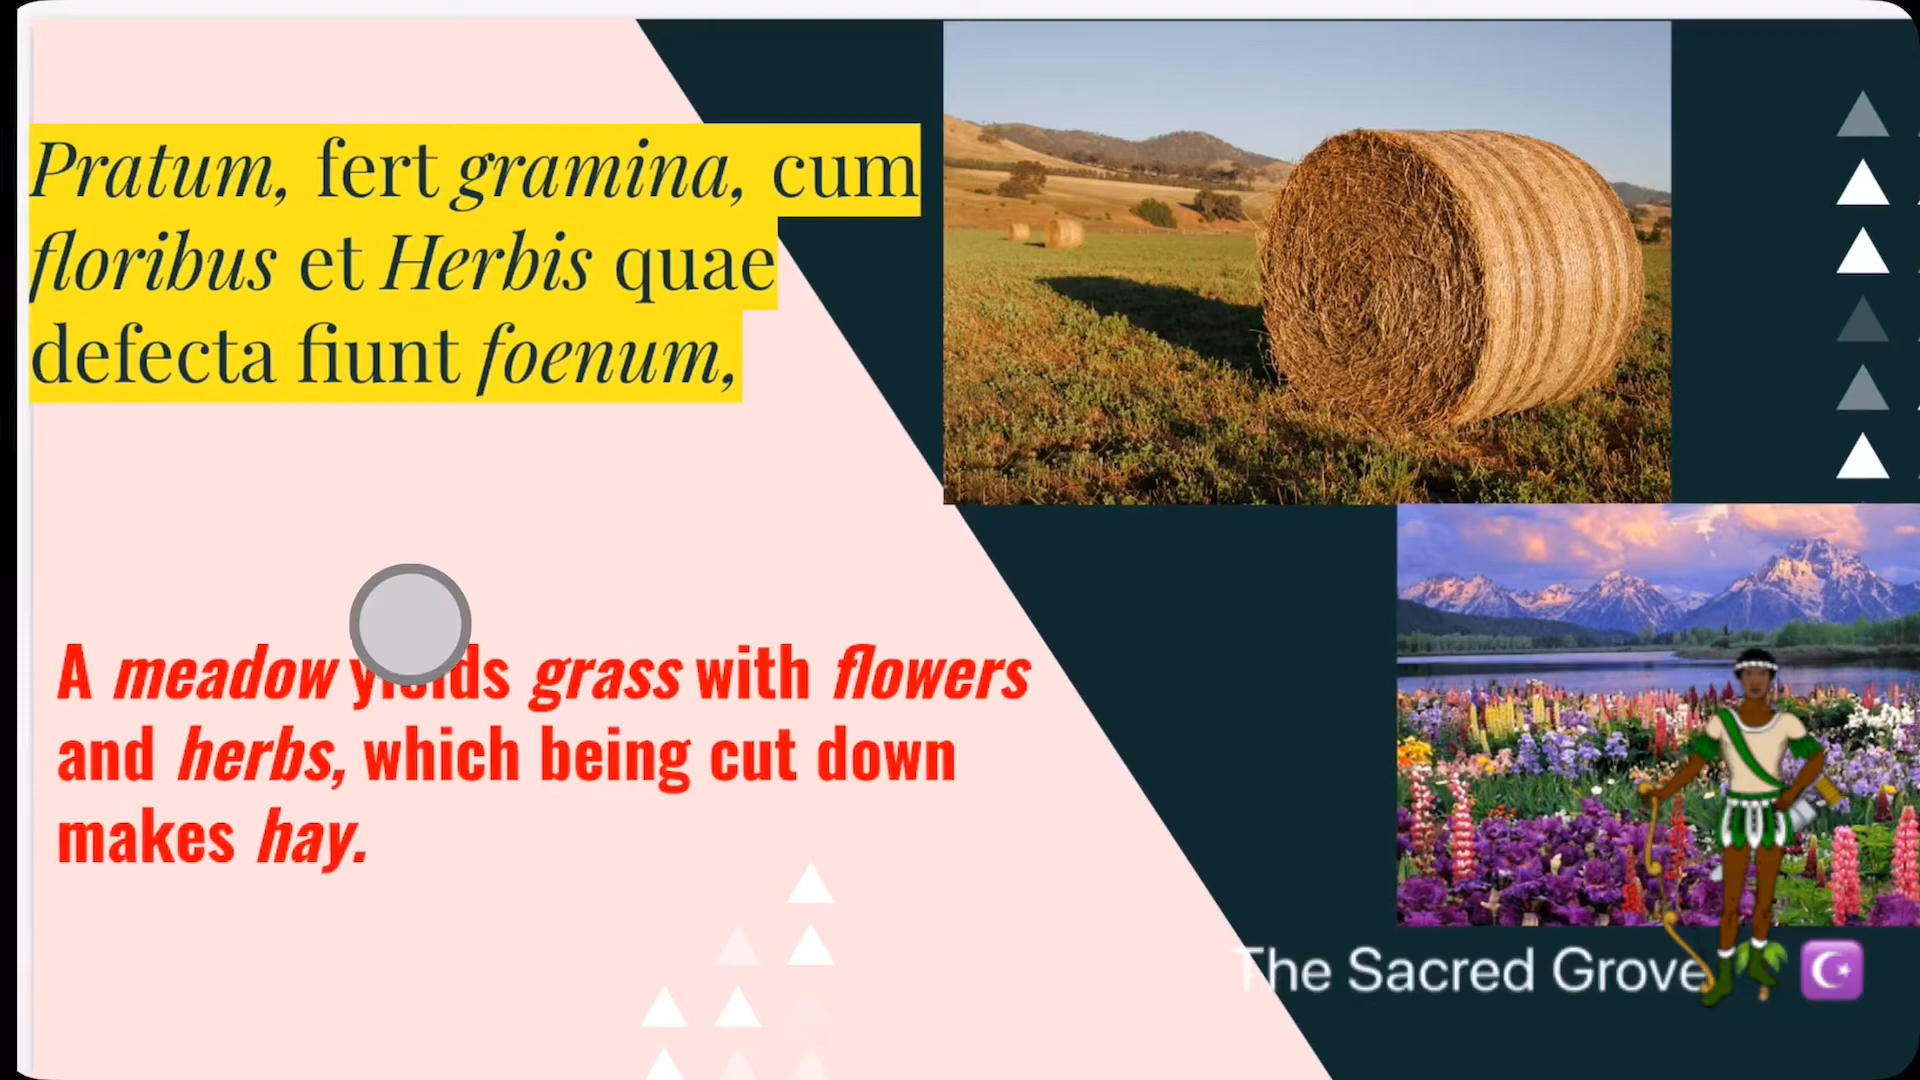 Pratum, fert gramina, cum
floribus et Herbis quae
defecta fiunt foenum,
A meadow yields grass with flowers
and herbs, which being cut down
makes hay.
The Sacred Grove